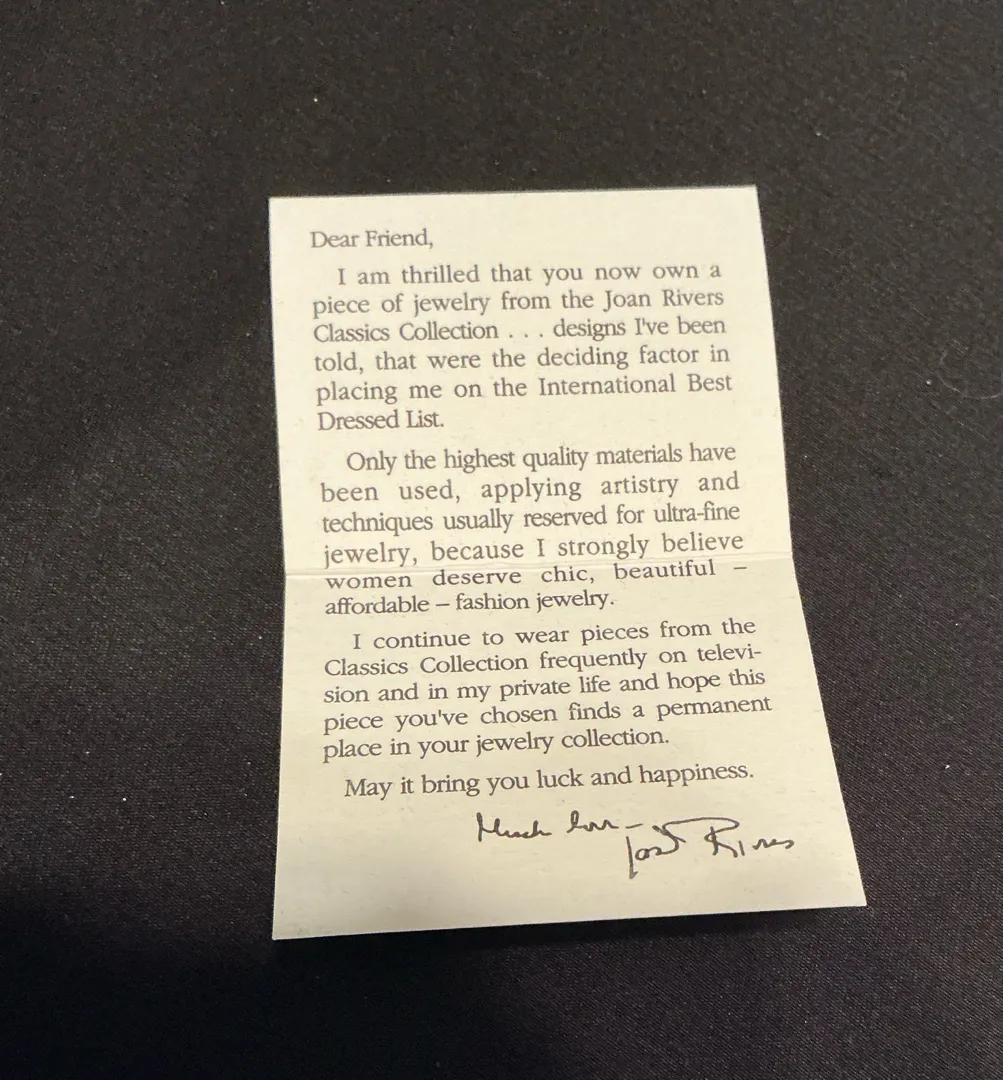 Dear Friend,
I am thrilled that you now own a
piece of jewelry from the Joan Rivers
Classics Collection . . . designs I've been
told, that were the deciding factor in
placing me on the International Best
Dressed List.
Only the highest quality materials have
been used, applying artistry and
techniques usually reserved for ultra-fine
jewelry, because I strongly believe
women deserve chic, beautiful –
affordable – fashion jewelry.
I continue to wear pieces from the
Classics Collection frequently on televi-
sion and in my private life and hope this
piece you've chosen finds a permanent
place in your jewelry collection.
May it bring you luck and happiness.
Much love –
Joan Rivers